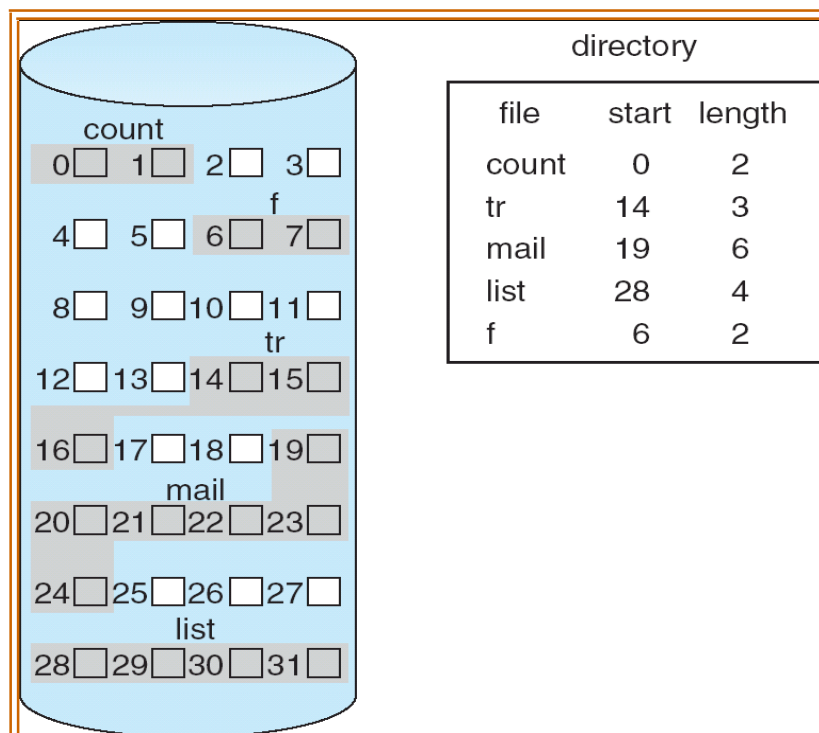 count
0 1 2 3
f
4 5 6 7
8 9 10 11
tr
12 13 14 15
16 17 18 19
mail
20 21 22 23
24 25 26 27
list
28 29 30 31
directory
file start length
count 0 2
tr 14 3
mail 19 6
list 28 4
f 6 2